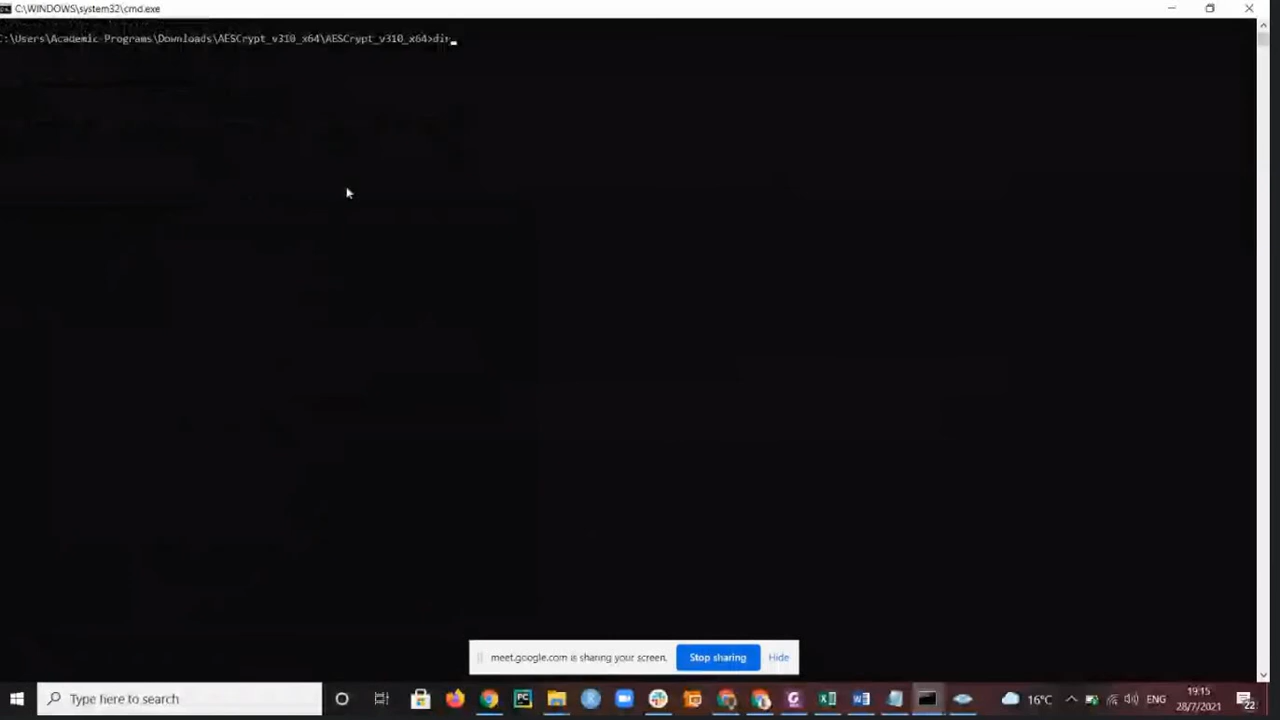 C:\WINDOWS\system32\cmd.exe
C:\Users\Academic Programs\Downloads\AESCrypt_v310_x64\AESCrypt_v310_x64>dir
meet.google.com is sharing your screen.
Stop sharing
Hide
Type here to search
PC
16°C
ENG
19:15
28/7/2021
22